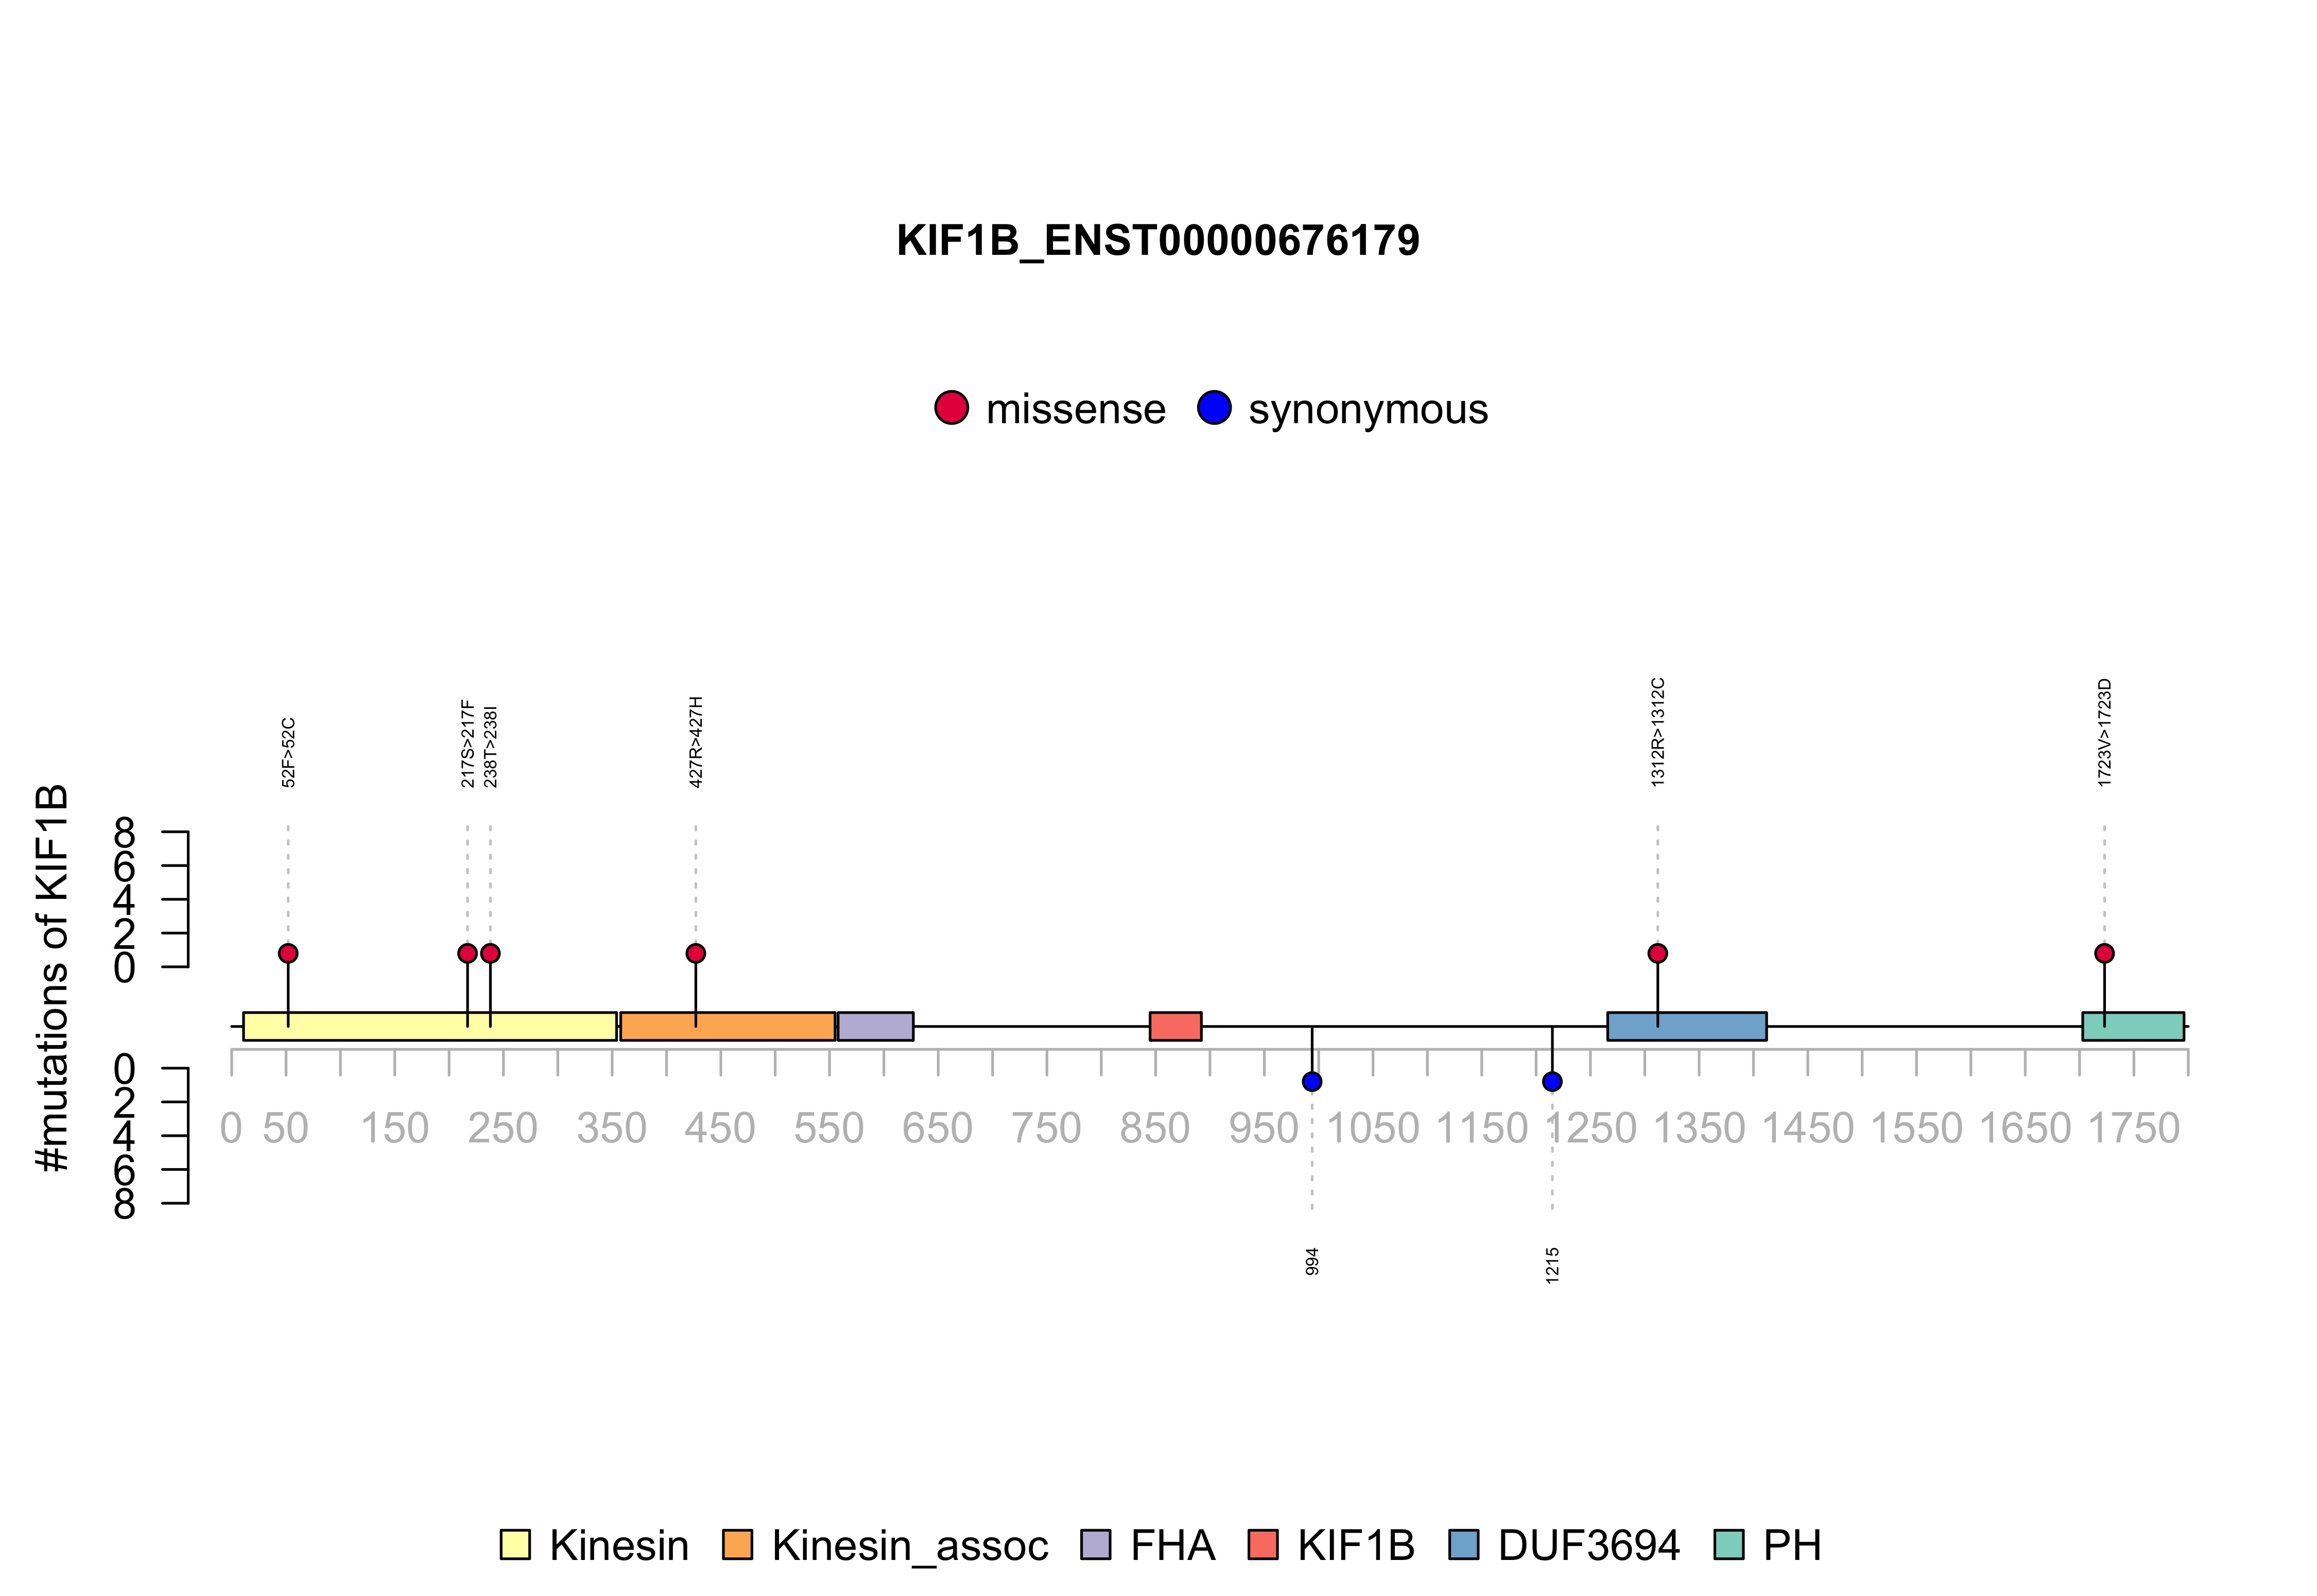 KIF1B_ENST00000676179
missense synonymous
52F>52C
217S>217F
238T>238I
427R>427H
1312R>1312C
1723V>1723D
#mutations of KIF1B
8
6
4
2
0
0
2
4
6
8
0 50 150 250 350 450 550 650 750 850 950 1050 1150 1250 1350 1450 1550 1650 1750
994
1215
Kinesin Kinesin_assoc FHA KIF1B DUF3694 PH